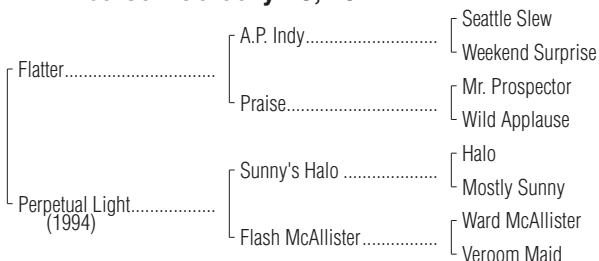 Seattle Slew
A.P. Indy
Weekend Surprise
Flatter
Mr. Prospector
Praise
Wild Applause
Halo
Sunny's Halo
Mostly Sunny
Perpetual Light
(1994)
Ward McAllister
Flash McAllister
Veroom Maid